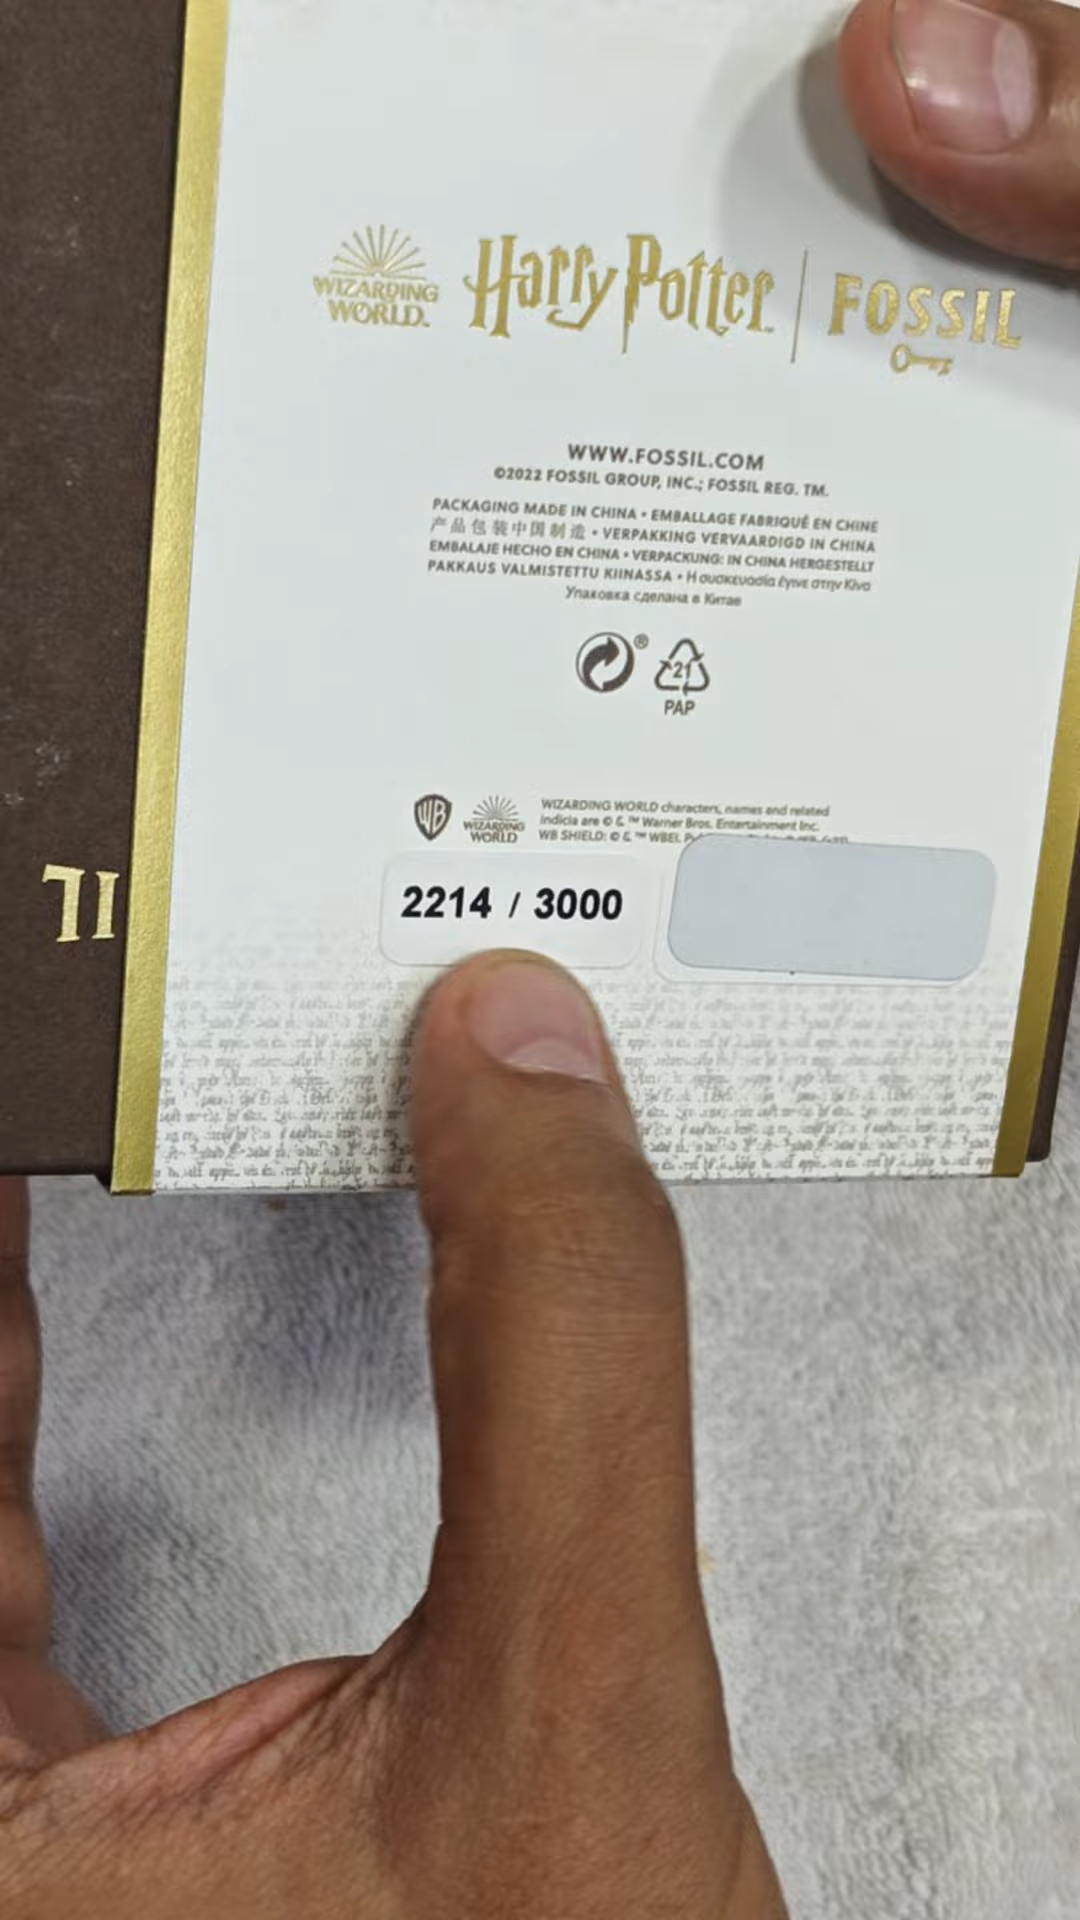 WIZARDING
WORLD.
Harry Potter
FOSSIL
WWW.FOSSIL.COM
©2022 FOSSIL GROUP, INC.; FOSSIL REG. TM.
PACKAGING MADE IN CHINA • EMBALLAGE FABRIQUÉ EN CHINE
产品包装中国制造 • VERPAKKING VERVAARDIGD IN CHINA
EMBALAJE HECHO EN CHINA • VERPACKUNG: IN CHINA HERGESTELLT
PAKKAUS VALMISTETTU KIINASSA • Η συσκευασία έγινε στην Κίνα
Упаковка сделана в Китае
®
21
PAP
WB
WIZARDING
WORLD
WIZARDING WORLD characters, names and related
indicia are © & ™ Warner Bros. Entertainment Inc.
WB SHIELD: © & ™ WBEI.
2214 / 3000
IL